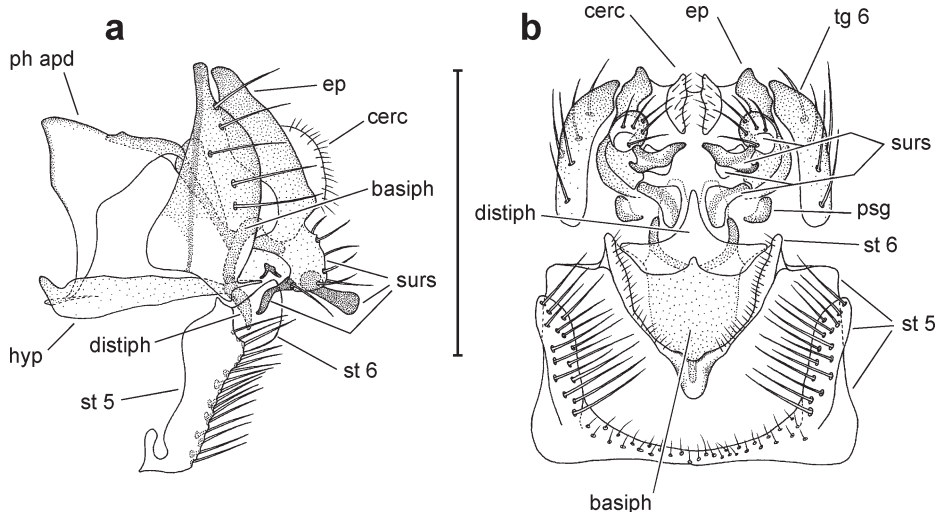 a
ph apd
ep
cerc
basiph
surs
hyp
distiph
st 5
st 6
b
cerc
ep
tg 6
surs
distiph
psg
st 6
st 5
basiph